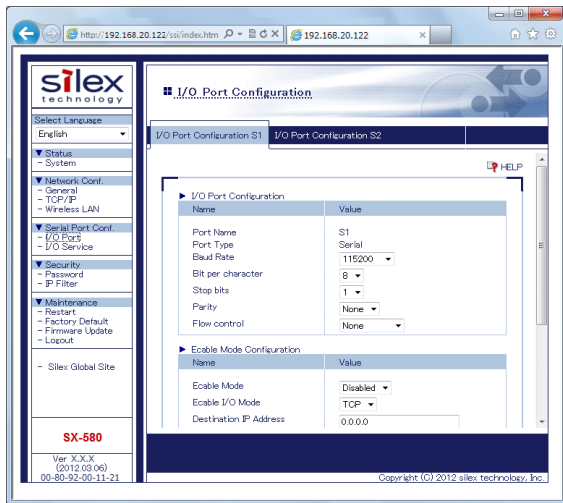 http://192.168.20.122/ssi/index.htm
192.168.20.122
silex
technology
Select Language
English
▼ Status
- System
▼ Network Conf.
- General
- TCP/IP
- Wireless LAN
▼ Serial Port Conf.
- I/O Port
- I/O Service
▼ Security
- Password
- IP Filter
▼ Maintenance
- Restart
- Factory Default
- Firmware Update
- Logout
- Silex Global Site
SX-580
Ver X.X.X
(2012.03.06)
00-80-92-00-11-21
I/O Port Configuration
I/O Port Configuration S1 I/O Port Configuration S2
HELP
► I/O Port Configuration
Name Value
Port Name S1
Port Type Serial
Baud Rate 115200
Bit per character 8
Stop bits 1
Parity None
Flow control None
► Ecable Mode Configuration
Name Value
Ecable Mode Disabled
Ecable I/O Mode TCP
Destination IP Address 0.0.0.0
Copyright (C) 2012 silex technology, Inc.